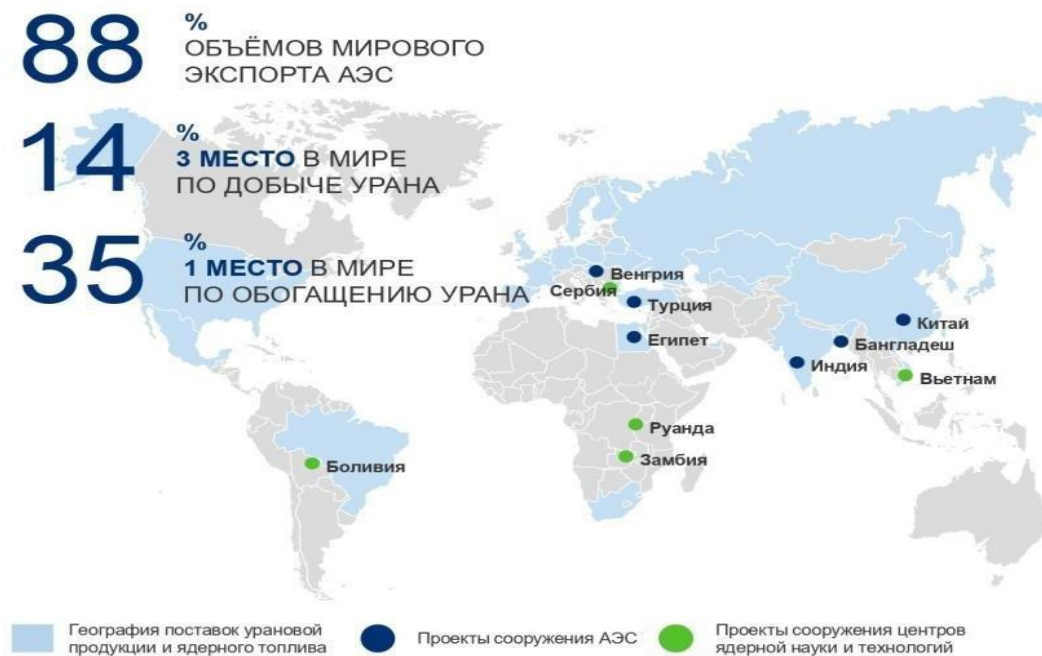 88 %
ОБЪЁМОВ МИРОВОГО
ЭКСПОРТА АЭС
14 %
3 МЕСТО В МИРЕ
ПО ДОБЫЧЕ УРАНА
35 %
1 МЕСТО В МИРЕ
ПО ОБОГАЩЕНИЮ УРАНА
Венгрия
Сербия
Турция
Египет
Китай
Бангладеш
Индия
Вьетнам
Руанда
Замбия
Боливия
География поставок урановой
продукции и ядерного топлива
Проекты сооружения АЭС
Проекты сооружения центров
ядерной науки и технологий